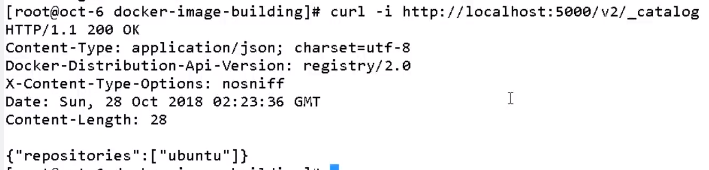 [root@oct-6 docker-image-building]# curl -i http://localhost:5000/v2/_catalog
HTTP/1.1 200 OK
Content-Type: application/json; charset=utf-8
Docker-Distribution-Api-Version: registry/2.0
X-Content-Type-Options: nosniff
Date: Sun, 28 Oct 2018 02:23:36 GMT
Content-Length: 28

{"repositories":["ubuntu"]}